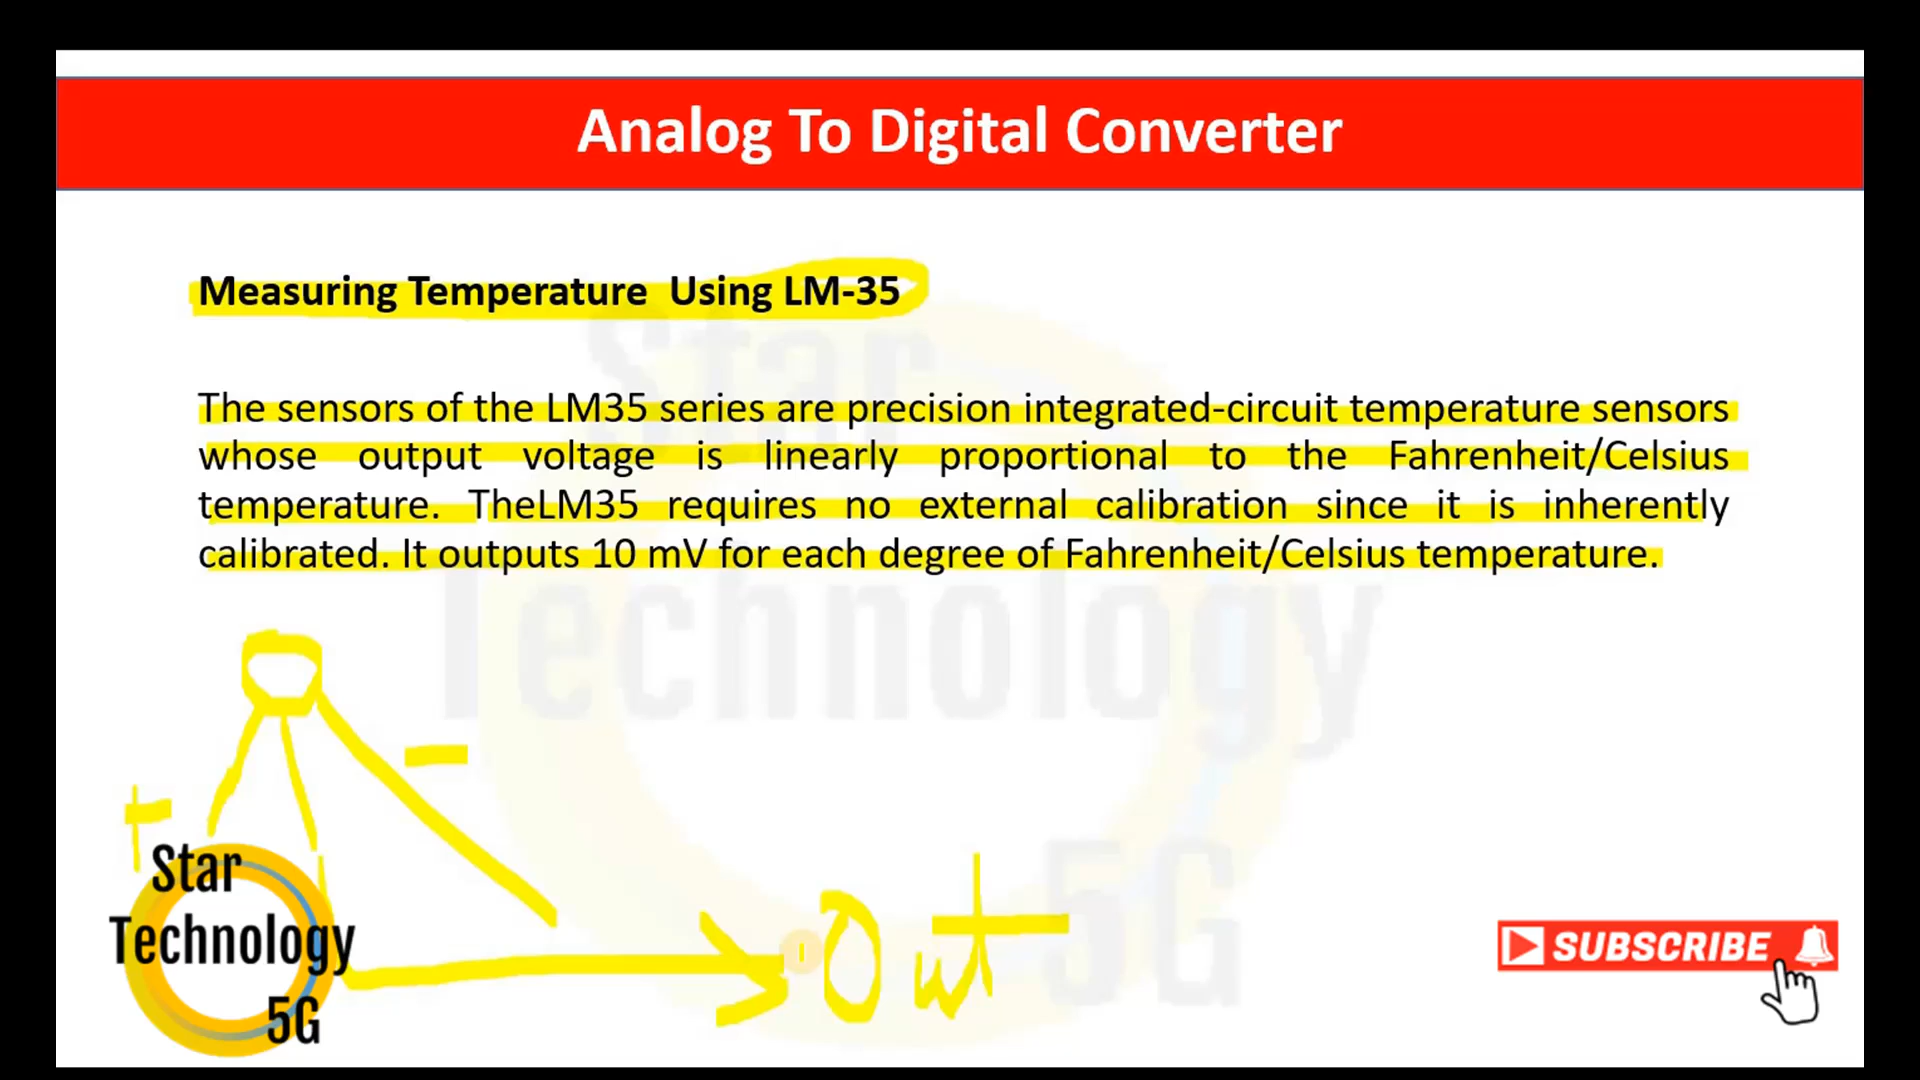 Analog To Digital Converter
Measuring Temperature Using LM-35
The sensors of the LM35 series are precision integrated-circuit temperature sensors
whose output voltage is linearly proportional to the Fahrenheit/Celsius
temperature. TheLM35 requires no external calibration since it is inherently
calibrated. It outputs 10 mV for each degree of Fahrenheit/Celsius temperature.
Star
Technology
5G
+
-
Out
Star
Technology
5G
SUBSCRIBE